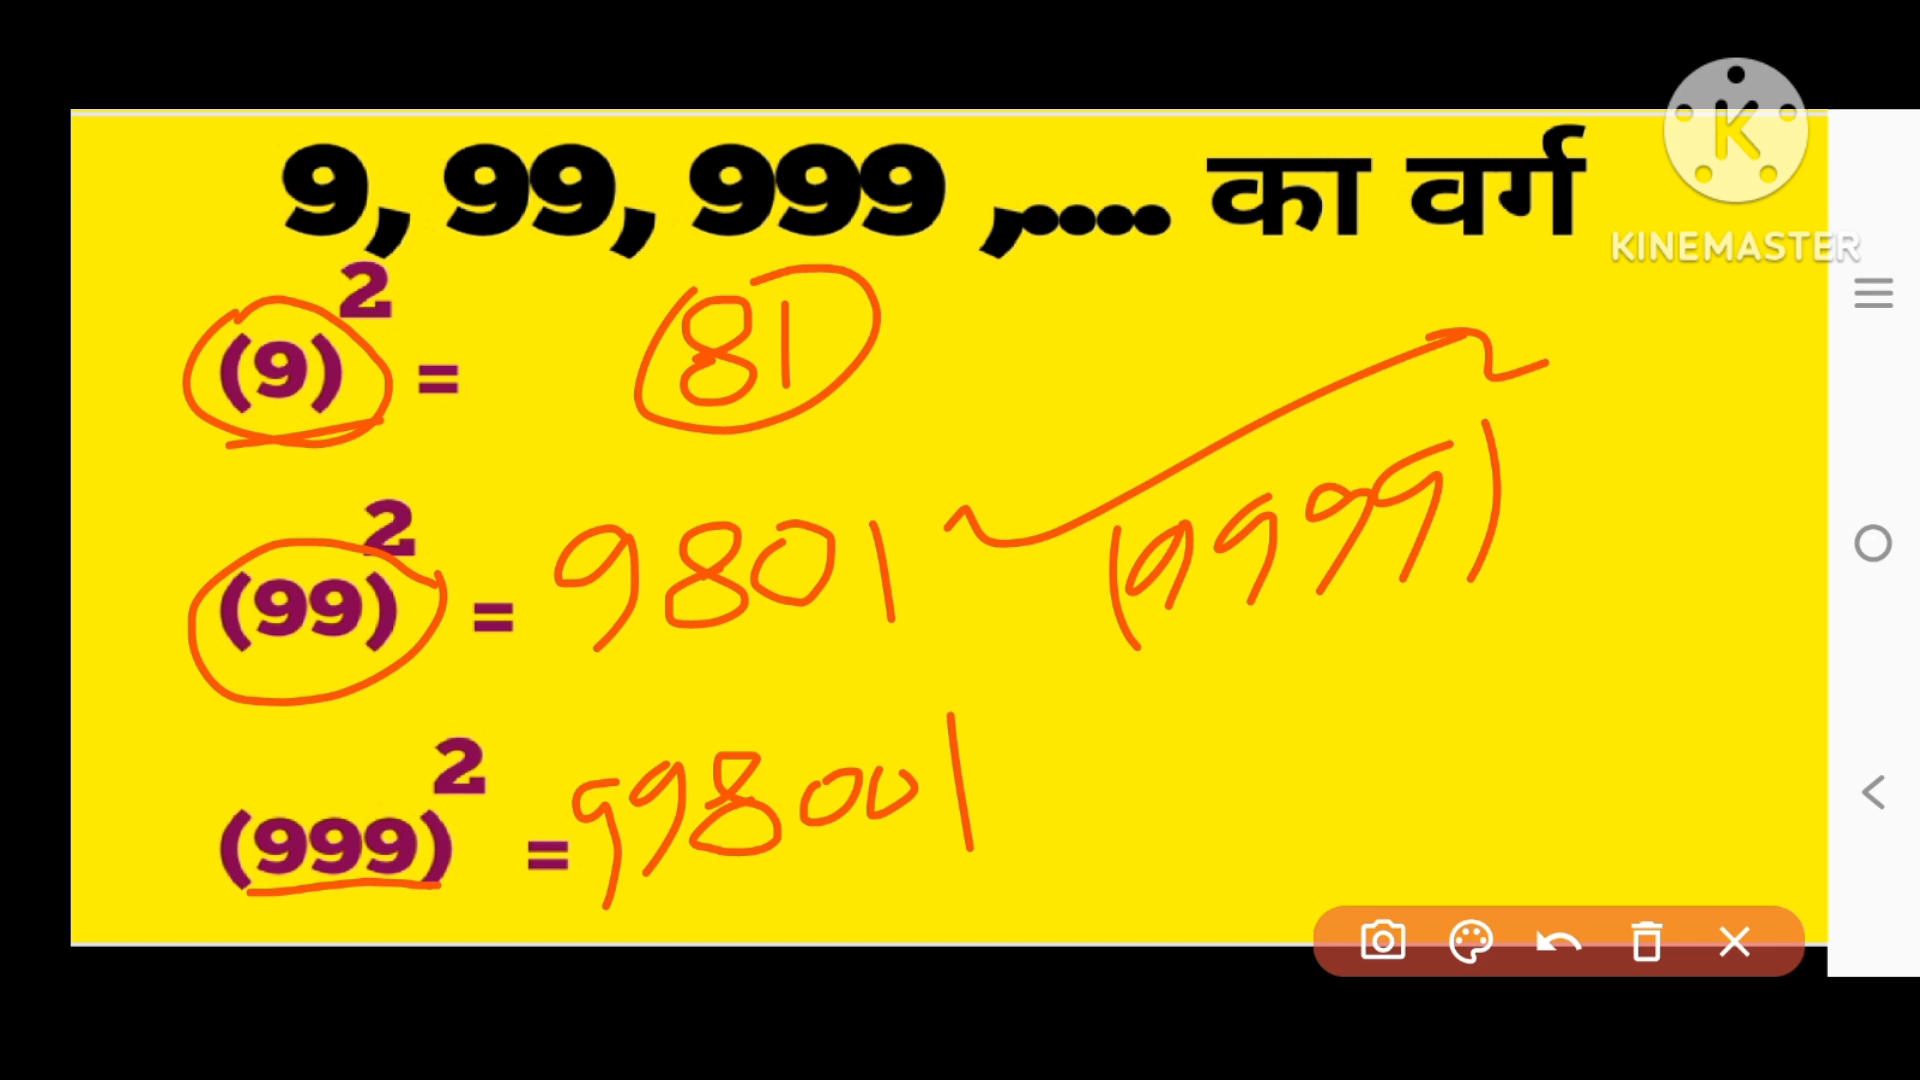 9, 99, 999 ,.... का वर्ग
KINEMASTER
(9)² = 81
(99)² = 9801
(9999)
(999)² = 998001